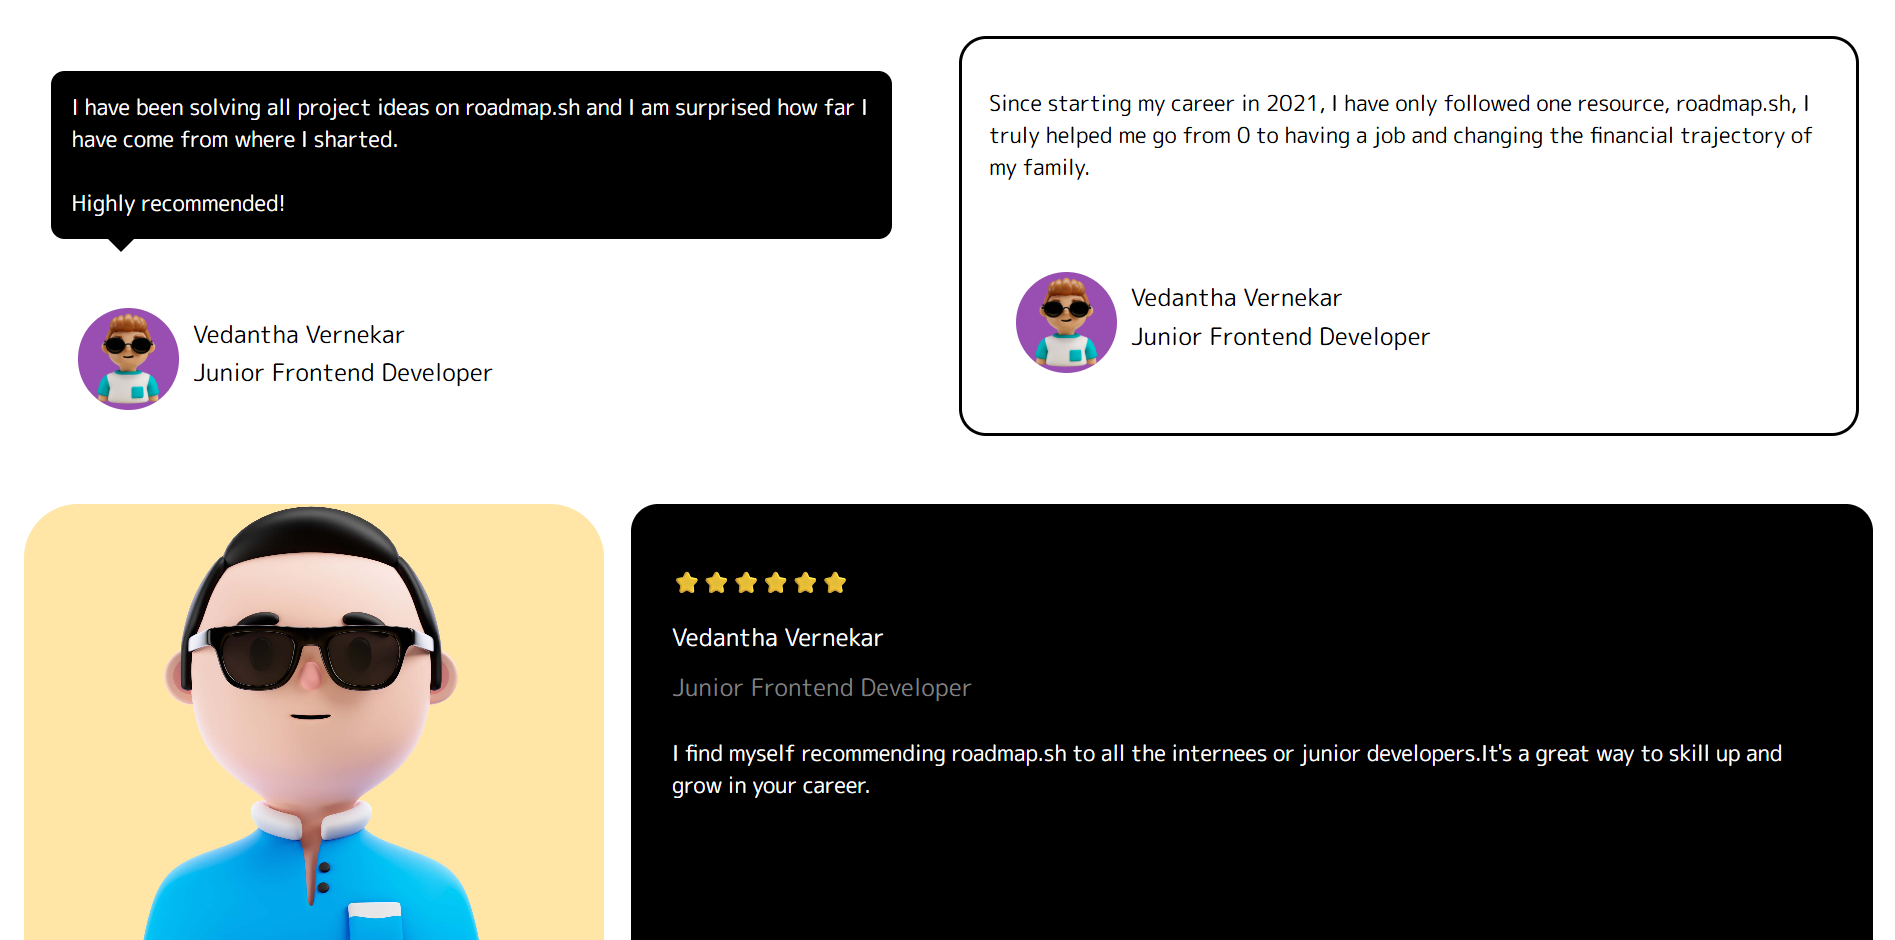 I have been solving all project ideas on roadmap.sh and I am surprised how far I
have come from where I sharted.
Highly recommended!
Vedantha Vernekar
Junior Frontend Developer
Since starting my career in 2021, I have only followed one resource, roadmap.sh, I
truly helped me go from 0 to having a job and changing the financial trajectory of
my family.
Vedantha Vernekar
Junior Frontend Developer
Vedantha Vernekar
Junior Frontend Developer
I find myself recommending roadmap.sh to all the internees or junior developers.It's a great way to skill up and
grow in your career.